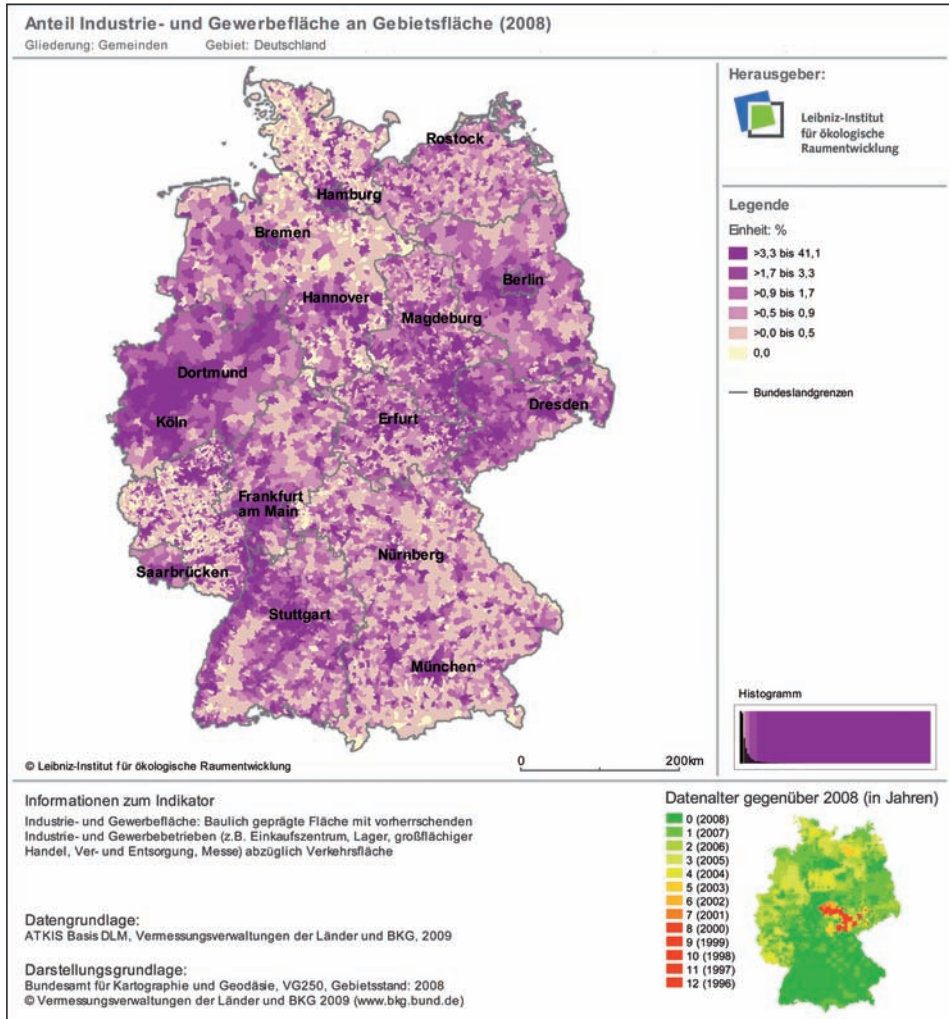 Anteil Industrie- und Gewerbefläche an Gebietsfläche (2008)
Gliederung: Gemeinden Gebiet: Deutschland
Rostock
Hamburg
Bremen
Berlin
Hannover
Magdeburg
Dortmund
Köln
Erfurt
Dresden
Frankfurt
am Main
Nürnberg
Saarbrücken
Stuttgart
München
© Leibniz-Institut für ökologische Raumentwicklung
0 200km
Herausgeber:
Leibniz-Institut
für ökologische
Raumentwicklung
Legende
Einheit: %
>3,3 bis 41,1
>1,7 bis 3,3
>0,9 bis 1,7
>0,5 bis 0,9
>0,0 bis 0,5
0,0
Bundeslandgrenzen
Histogramm
Informationen zum Indikator
Industrie- und Gewerbefläche: Baulich geprägte Fläche mit vorherrschenden
Industrie- und Gewerbebetrieben (z.B. Einkaufszentrum, Lager, großflächiger
Handel, Ver- und Entsorgung, Messe) abzüglich Verkehrsfläche
Datengrundlage:
ATKIS Basis DLM, Vermessungsverwaltungen der Länder und BKG, 2009
Darstellungsgrundlage:
Bundesamt für Kartographie und Geodäsie, VG250, Gebietsstand: 2008
© Vermessungsverwaltungen der Länder und BKG 2009 (www.bkg.bund.de)
Datenalter gegenüber 2008 (in Jahren)
0 (2008)
1 (2007)
2 (2006)
3 (2005)
4 (2004)
5 (2003)
6 (2002)
7 (2001)
8 (2000)
9 (1999)
10 (1998)
11 (1997)
12 (1996)